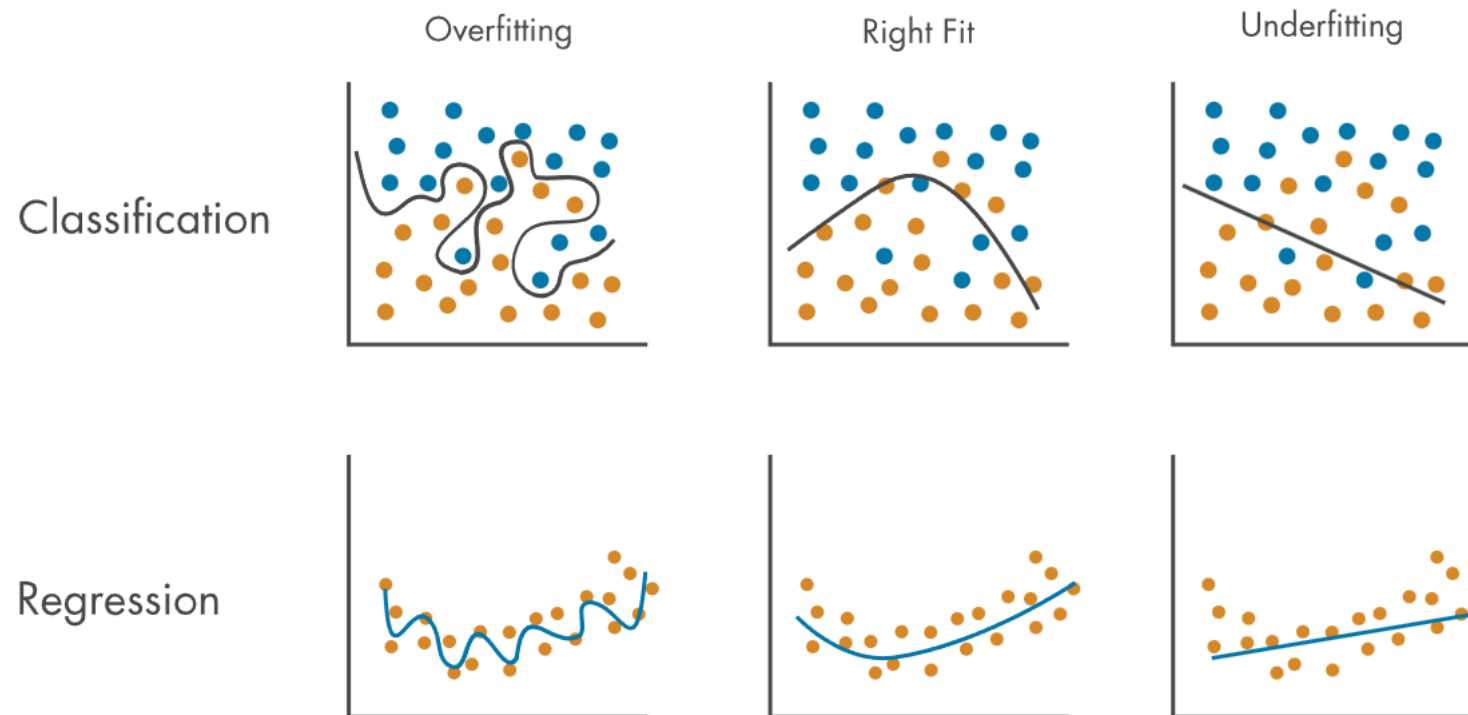 Overfitting
Right Fit
Underfitting
Classification
Regression